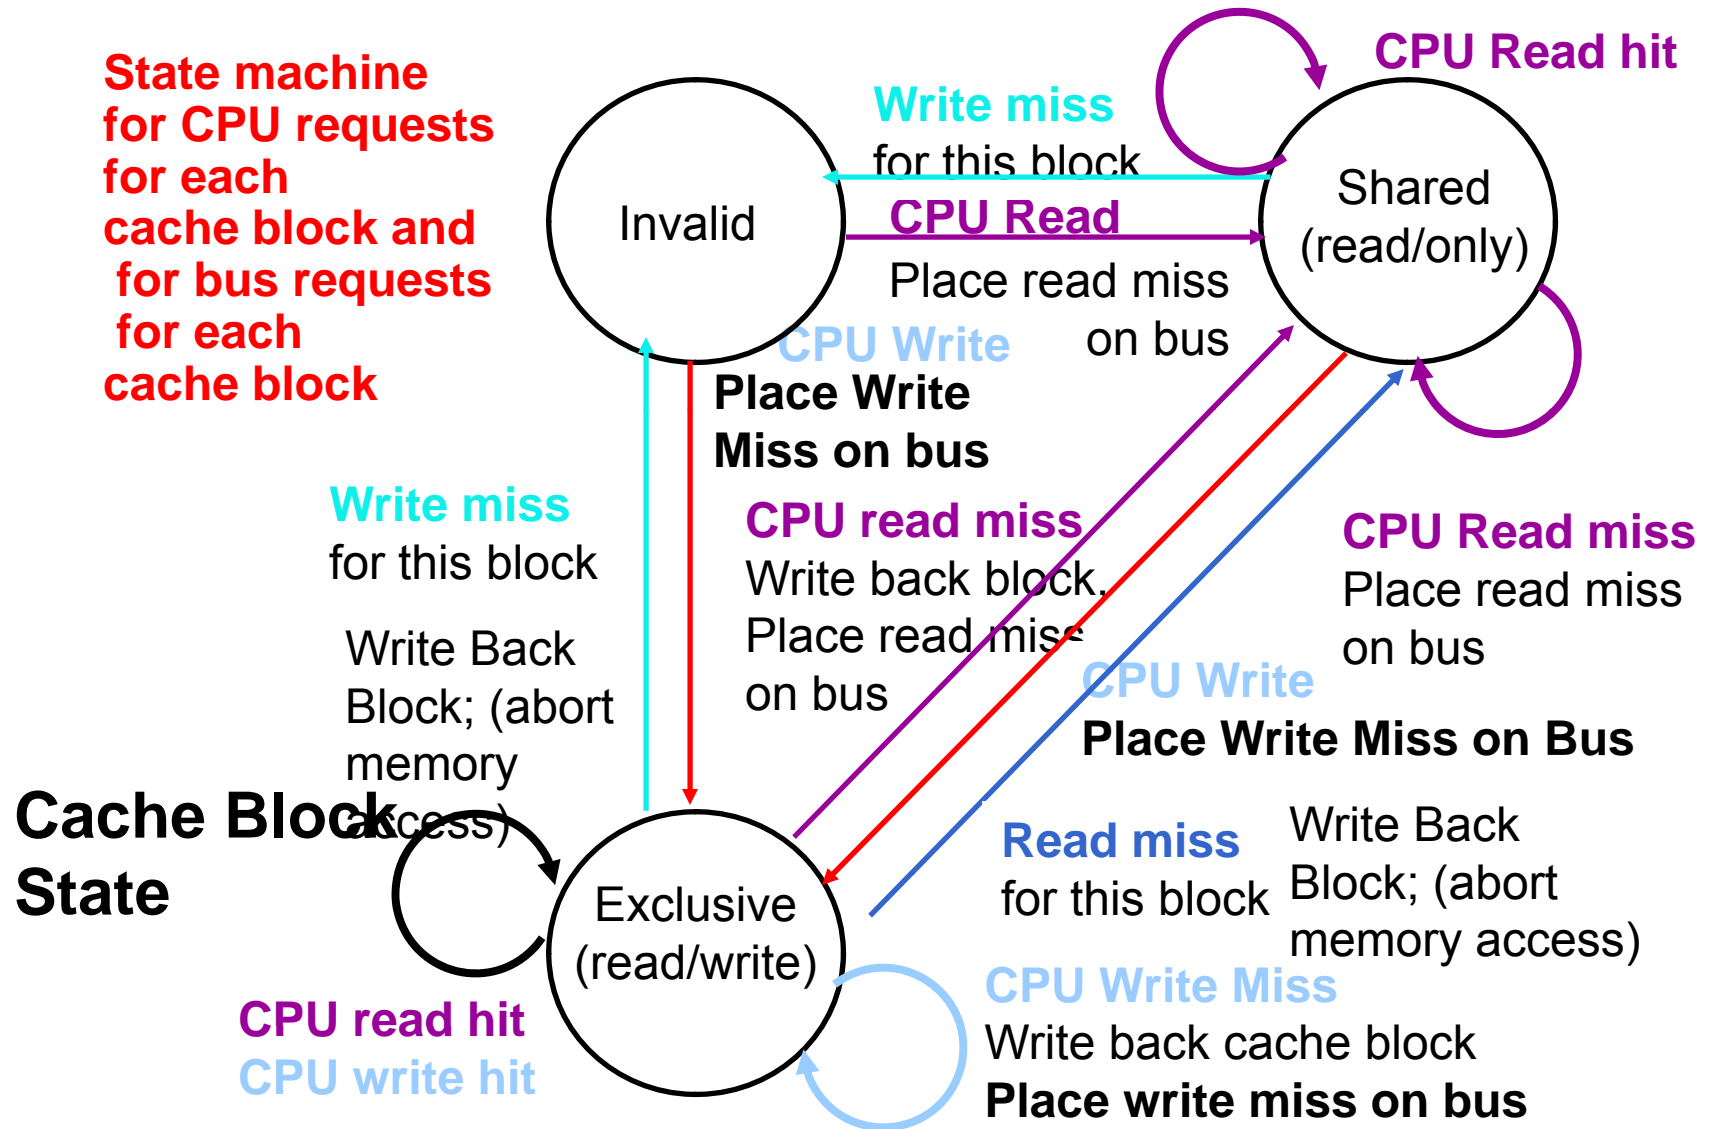 State machine
for CPU requests
for each
cache block and
for bus requests
for each
cache block
Invalid
Write miss
for this block
CPU Read
Place read miss
on bus
CPU Read hit
Shared
(read/only)
CPU Write
Place Write
Miss on bus
Write miss
for this block
Write Back
Block; (abort
memory
access)
CPU read miss
Write back block,
Place read miss
on bus
CPU Read miss
Place read miss
on bus
CPU Write
Place Write Miss on Bus
Cache Block
State
Read miss
for this block
Write Back
Block; (abort
memory access)
Exclusive
(read/write)
CPU read hit
CPU write hit
CPU Write Miss
Write back cache block
Place write miss on bus